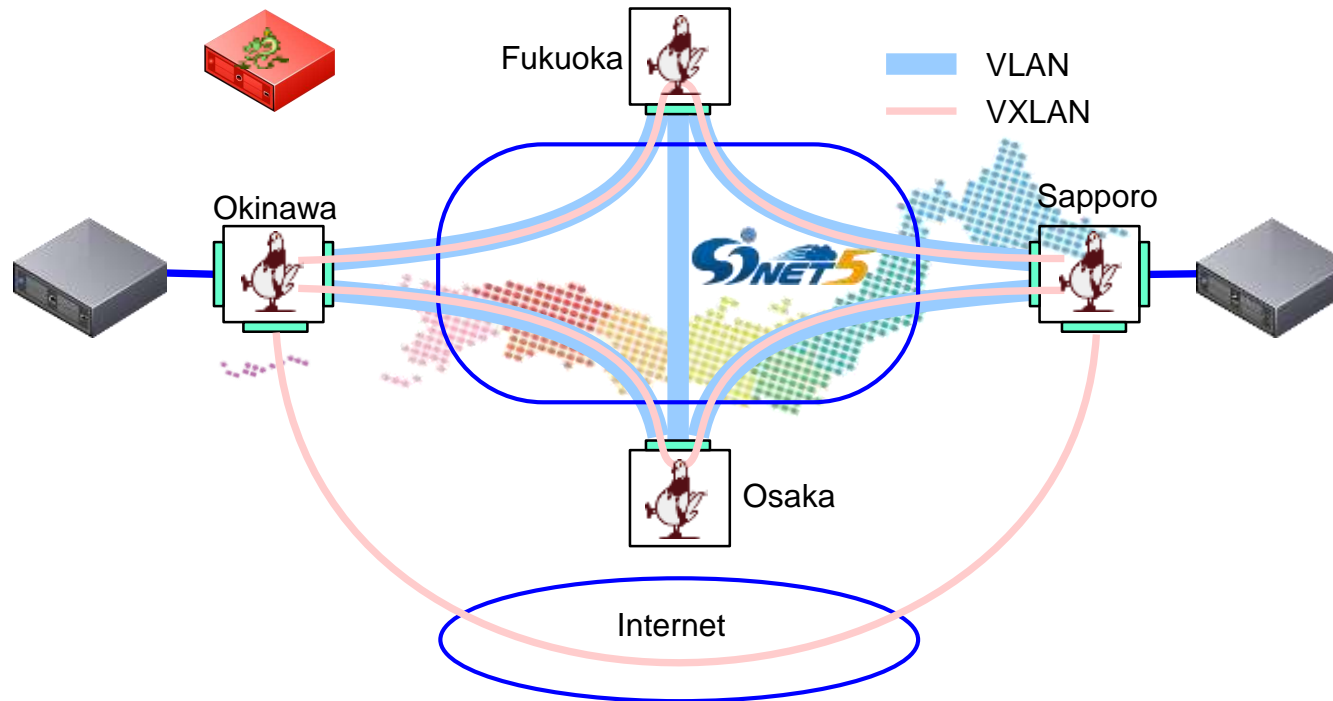 Fukuoka
VLAN
VXLAN
Okinawa
Sapporo
SINET5
Osaka
Internet